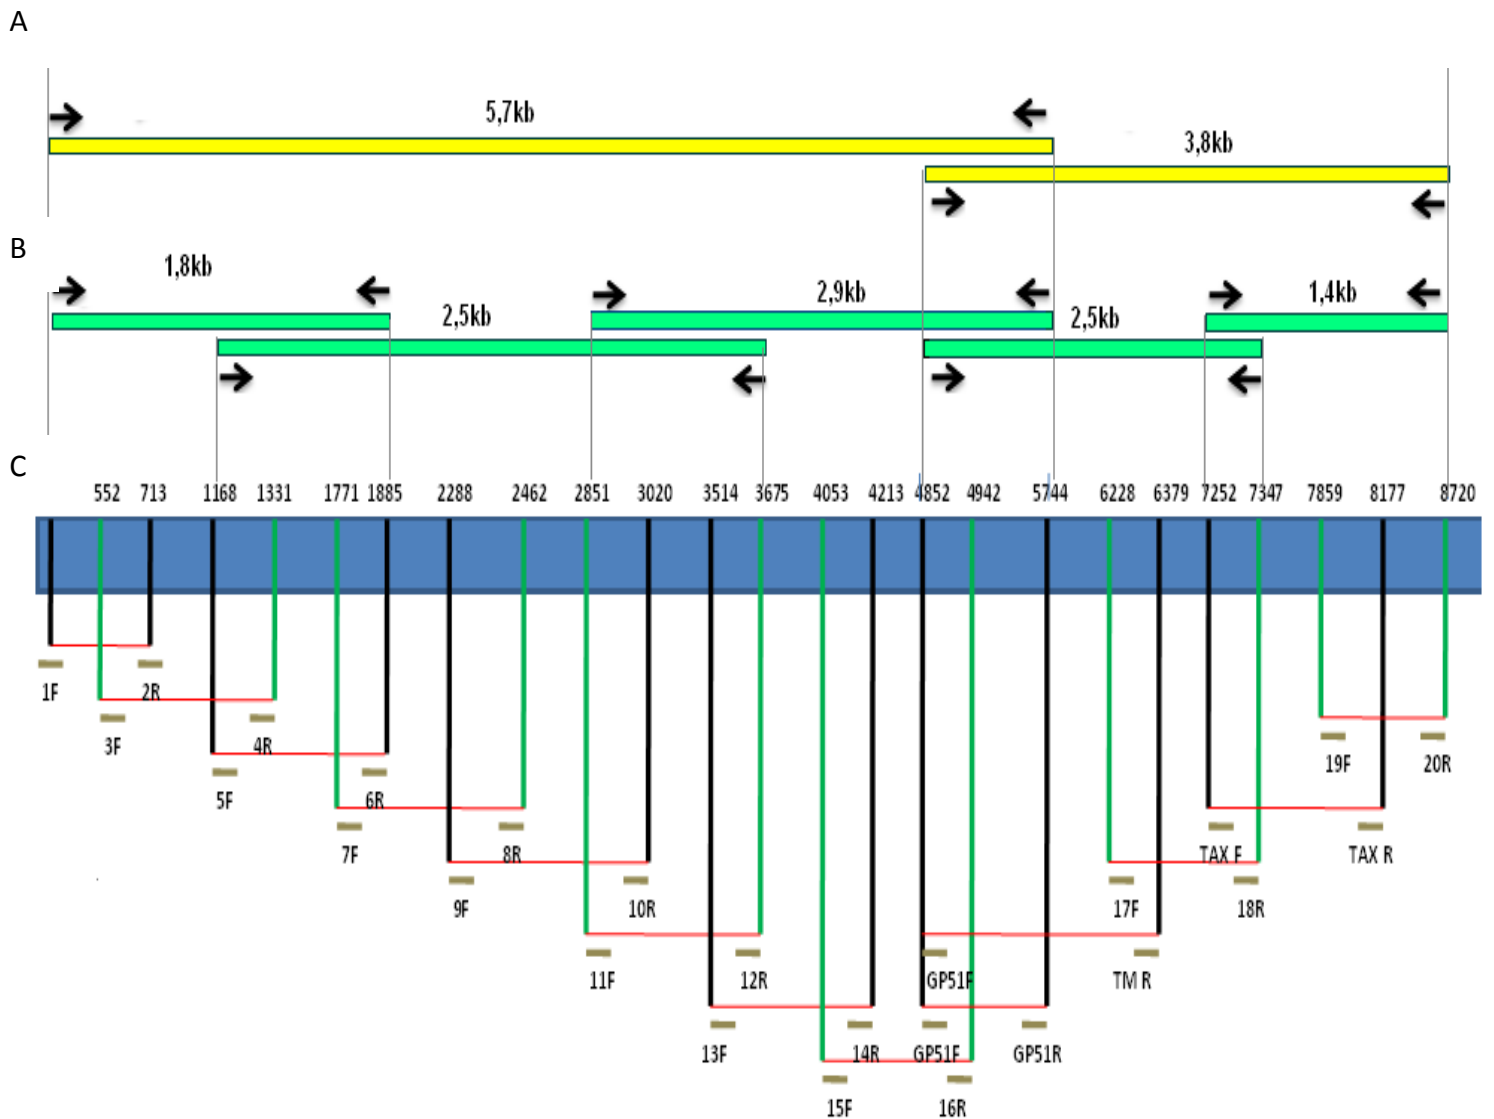 A
5,7kb
3,8kb
B
1,8kb
2,9kb
1,4kb
2,5kb
2,5kb
C
552 713 1168 1331 1771 1885 2288 2462 2851 3020 3514 3675 4053 4213 4852 4942 5744 6228 6379 7252 7347 7859 8177 8720
1F 2R
3F 4R
19F 20R
5F 6R
7F 8R TAX F TAX R
9F 10R 17F 18R
11F 12R GP51F TM R
13F 14R GP51F GP51R
15F 16R